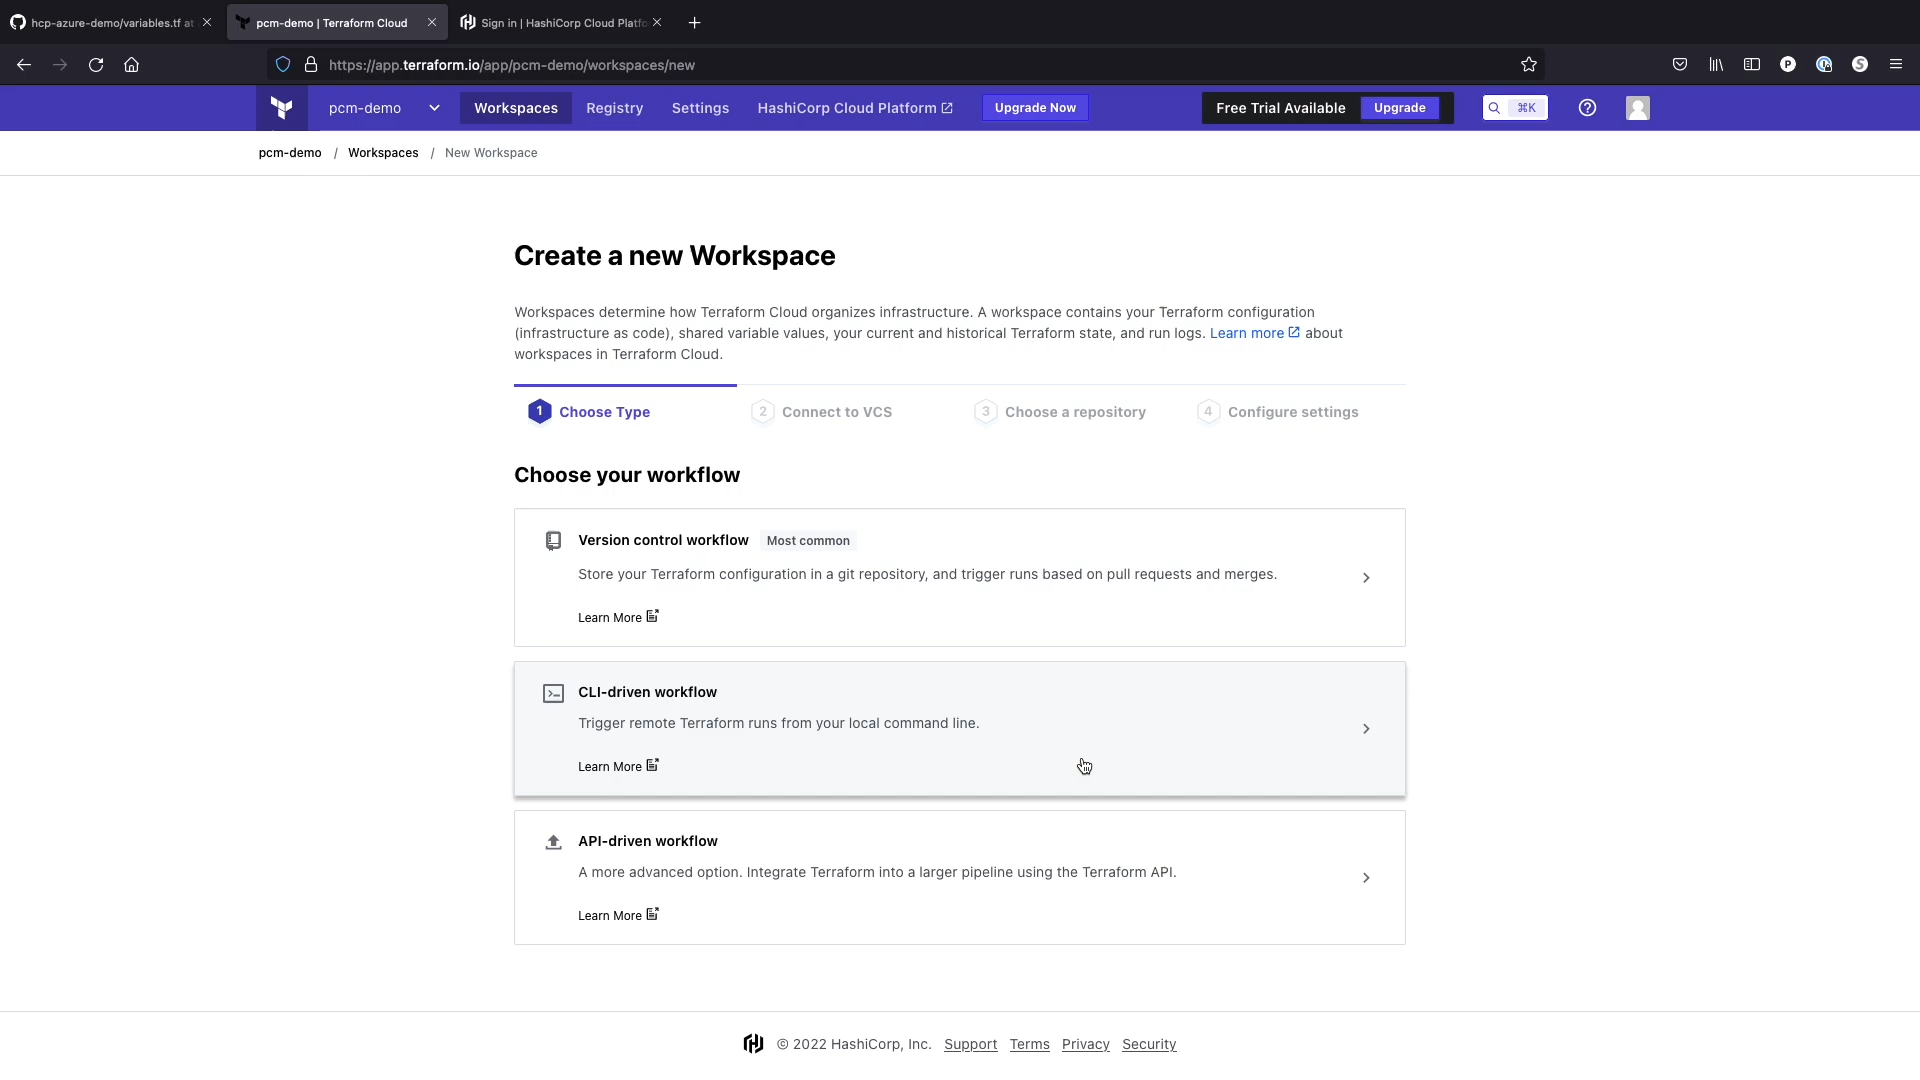 hcp-azure-demo/variables.tf at
pcm-demo | Terraform Cloud
Sign in | HashiCorp Cloud Platfo
https://app.terraform.io/app/pcm-demo/workspaces/new
pcm-demo
Workspaces
Registry
Settings
HashiCorp Cloud Platform
Upgrade Now
Free Trial Available
Upgrade
⌘K
pcm-demo / Workspaces / New Workspace
Create a new Workspace
Workspaces determine how Terraform Cloud organizes infrastructure. A workspace contains your Terraform configuration
(infrastructure as code), shared variable values, your current and historical Terraform state, and run logs. Learn more about
workspaces in Terraform Cloud.
1 Choose Type
2 Connect to VCS
3 Choose a repository
4 Configure settings
Choose your workflow
Version control workflow Most common
Store your Terraform configuration in a git repository, and trigger runs based on pull requests and merges.
Learn More
CLI-driven workflow
Trigger remote Terraform runs from your local command line.
Learn More
API-driven workflow
A more advanced option. Integrate Terraform into a larger pipeline using the Terraform API.
Learn More
© 2022 HashiCorp, Inc. Support Terms Privacy Security